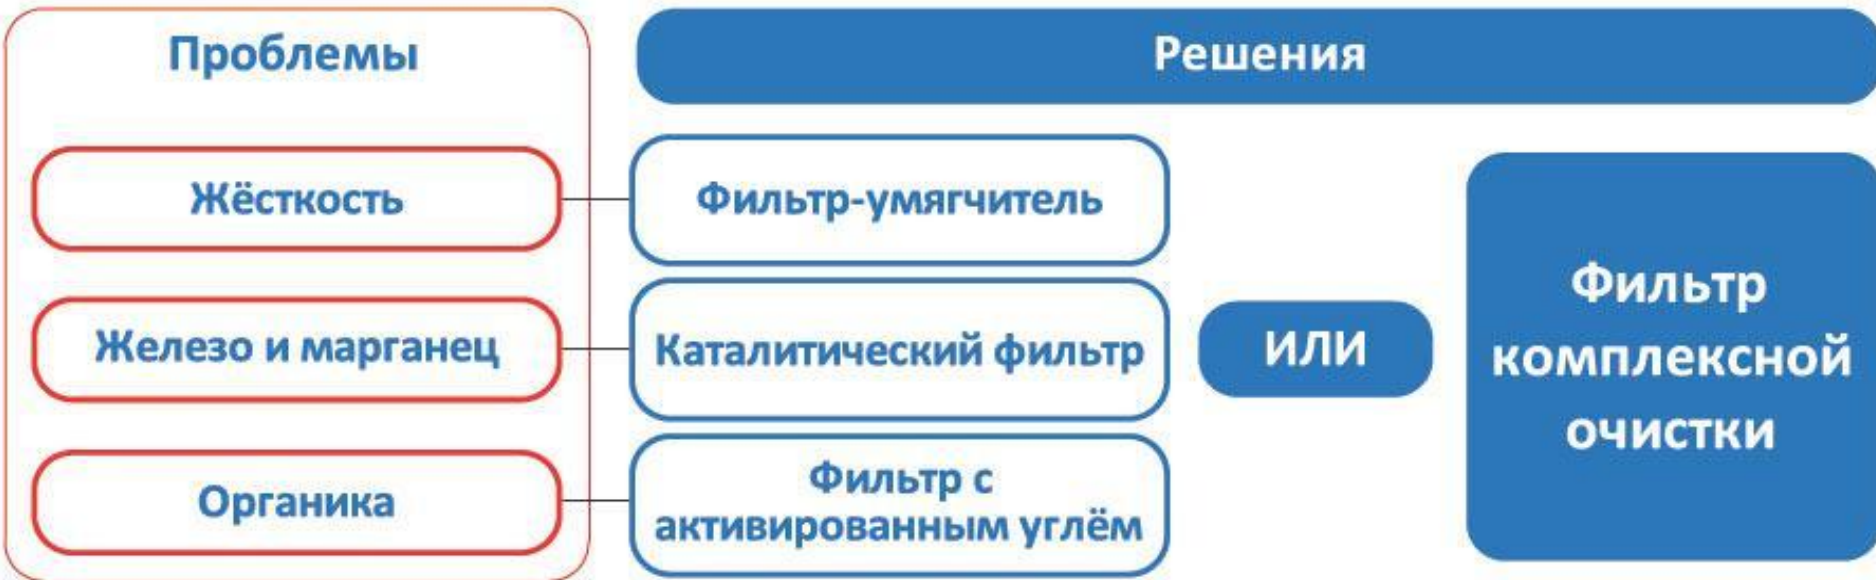 Проблемы
Решения
Жёсткость
Фильтр-умягчитель
Железо и марганец
Каталитический фильтр
Органика
Фильтр с
активированным углём
ИЛИ
Фильтр
комплексной
очистки